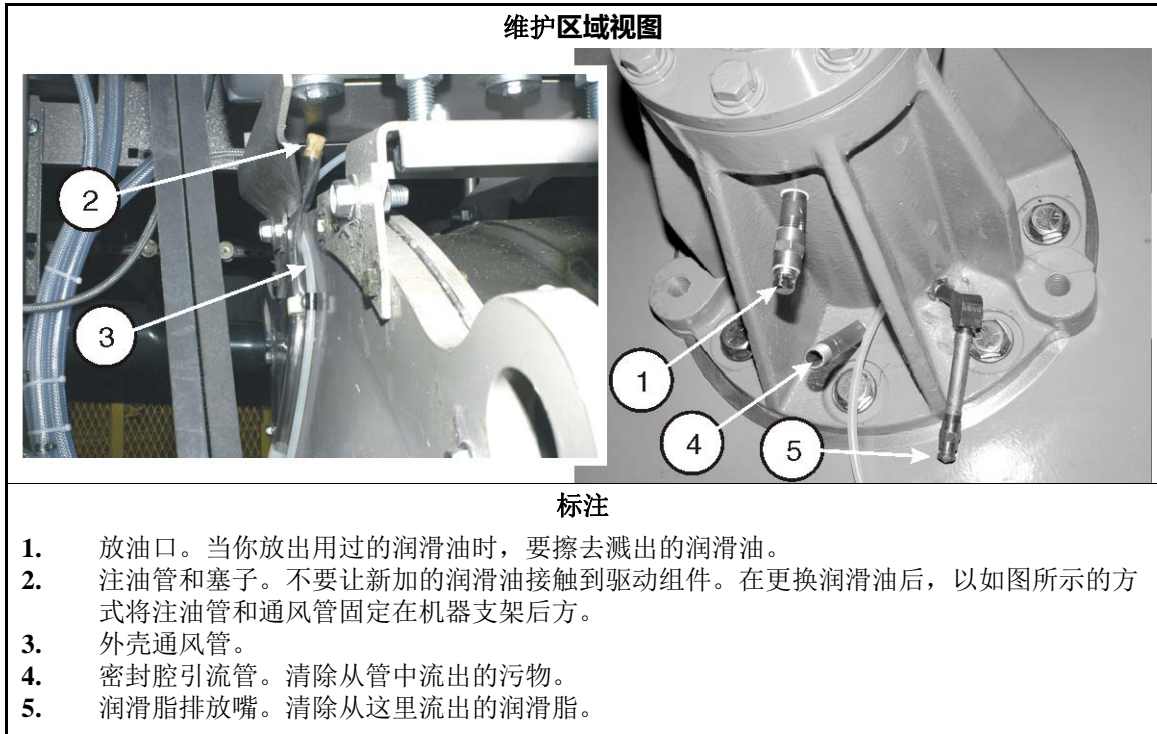 维护区域视图
2
3
1
4
5
标注
1. 放油口。当你放出用过的润滑油时，要擦去溅出的润滑油。
2. 注油管和塞子。不要让新加的润滑油接触到驱动组件。在更换润滑油后，以如图所示的方
式将注油管和通风管固定在机器支架后方。
3. 外壳通风管。
4. 密封腔引流管。清除从管中流出的污物。
5. 润滑脂排放嘴。清除从这里流出的润滑脂。